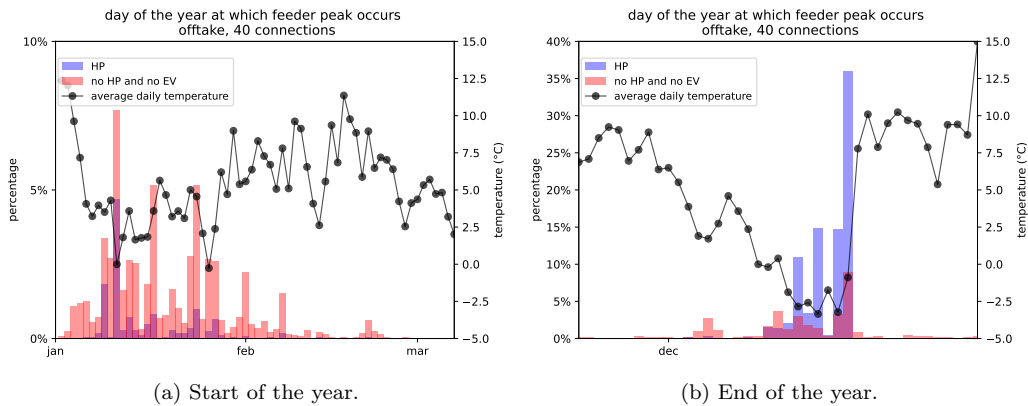 day of the year at which feeder peak occurs
offtake, 40 connections
10%
5%
0%
percentage
HP
no HP and no EV
average daily temperature
15.0
12.5
10.0
7.5
5.0
2.5
0.0
−2.5
−5.0
temperature (°C)
jan
feb
mar
(a) Start of the year.
day of the year at which feeder peak occurs
offtake, 40 connections
40%
35%
30%
25%
20%
15%
10%
5%
0%
percentage
HP
no HP and no EV
average daily temperature
15.0
12.5
10.0
7.5
5.0
2.5
0.0
−2.5
−5.0
temperature (°C)
dec
(b) End of the year.